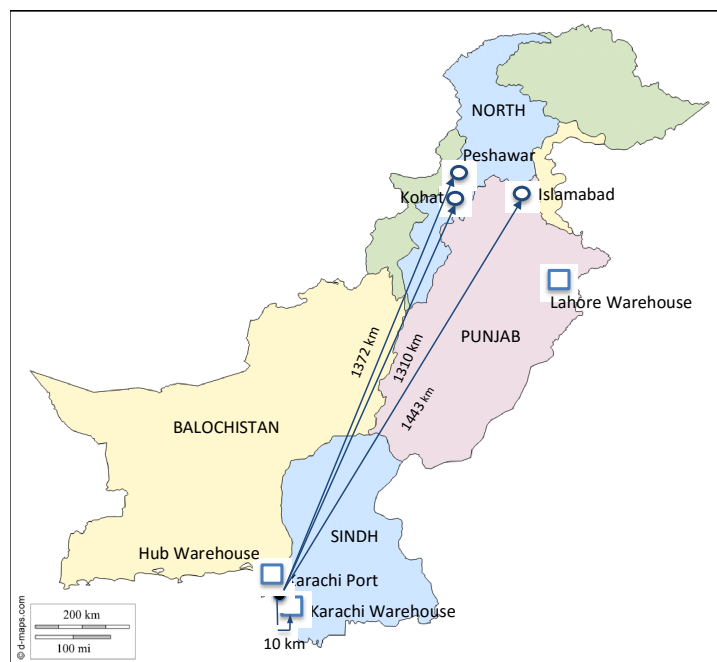 NORTH
Peshawar
Kohat
Islamabad
Lahore Warehouse
PUNJAB
1372 km
1310 km
1443 km
BALOCHISTAN
SINDH
Hub Warehouse
arachi Port
Karachi Warehouse
10 km
200 km
100 mi
© d-maps.com